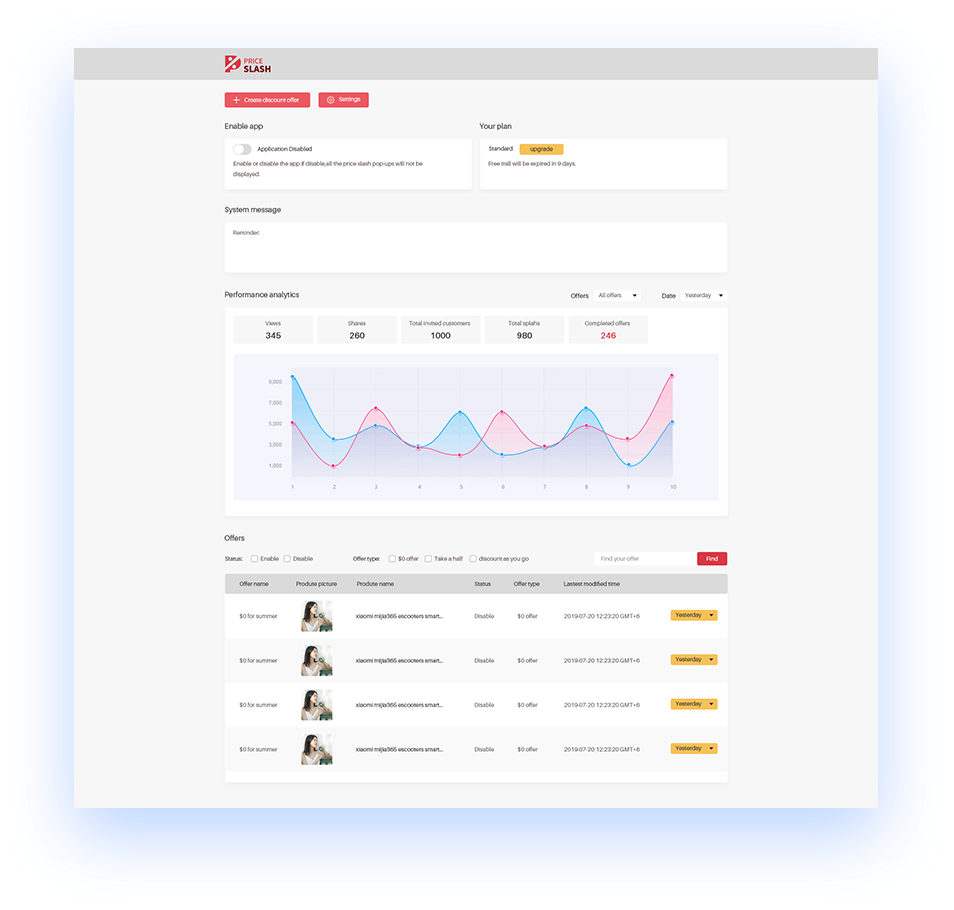 PRICE
SLASH
Create discount offer
Settings
Enable app
Your plan
Application Disabled
Standard
upgrade
Enable or disable the app.if disable,all the price slash pop-ups will not be
displayed.
Free trall will be expired in 9 days.
System message
Reminder:
Performance analytics
Offers
All offers
Date
Yesterday
Views
Shares
Total invited customers
Total splahs
Completed offers
345
260
1000
980
246
9,000
7,000
5,000
3,000
1,000
1 2 3 4 5 6 7 8 9 10
Offers
Status: Enable Disable
Offer type: $0 offer Take a half discount as you go
Find your offer
Find
Offer name Produte picture Produte name Status Offer type Lastest modified time
$0 for summer xiaomi mijia365 escooters smart... Disable $0 offer 2019-07-20 12:23:20 GMT+6 Yesterday
$0 for summer xiaomi mijia365 escooters smart... Disable $0 offer 2019-07-20 12:23:20 GMT+6 Yesterday
$0 for summer xiaomi mijia365 escooters smart... Disable $0 offer 2019-07-20 12:23:20 GMT+6 Yesterday
$0 for summer xiaomi mijia365 escooters smart... Disable $0 offer 2019-07-20 12:23:20 GMT+6 Yesterday